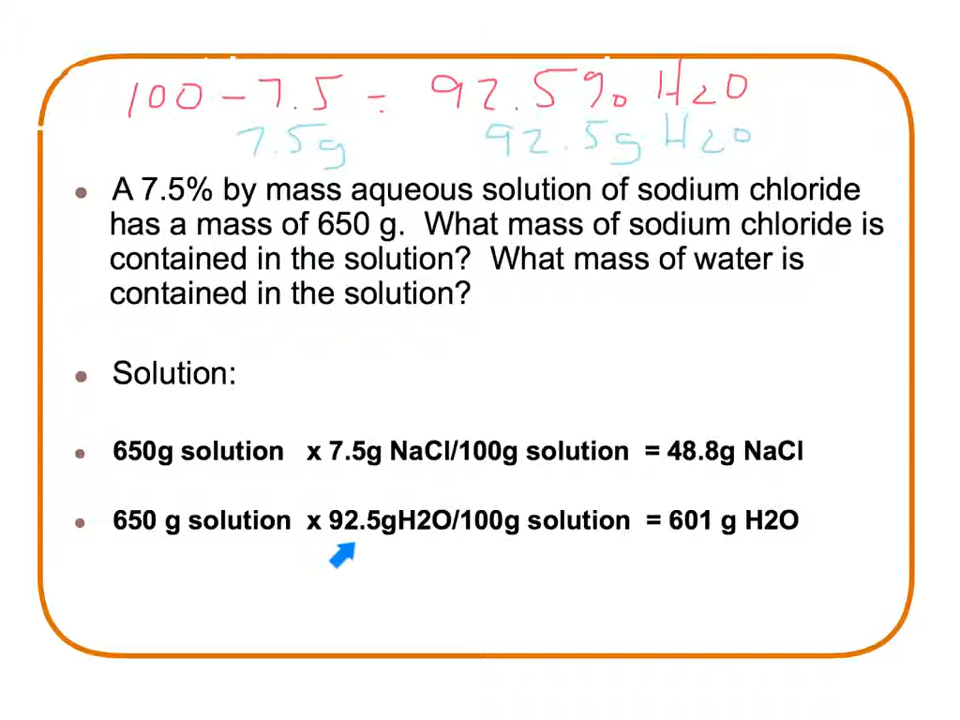 100 - 7.5 = 92.5% H2O
7.5g 92.5g H2O
• A 7.5% by mass aqueous solution of sodium chloride
has a mass of 650 g. What mass of sodium chloride is
contained in the solution? What mass of water is
contained in the solution?
• Solution:
• 650g solution x 7.5g NaCl/100g solution = 48.8g NaCl
• 650 g solution x 92.5gH2O/100g solution = 601 g H2O